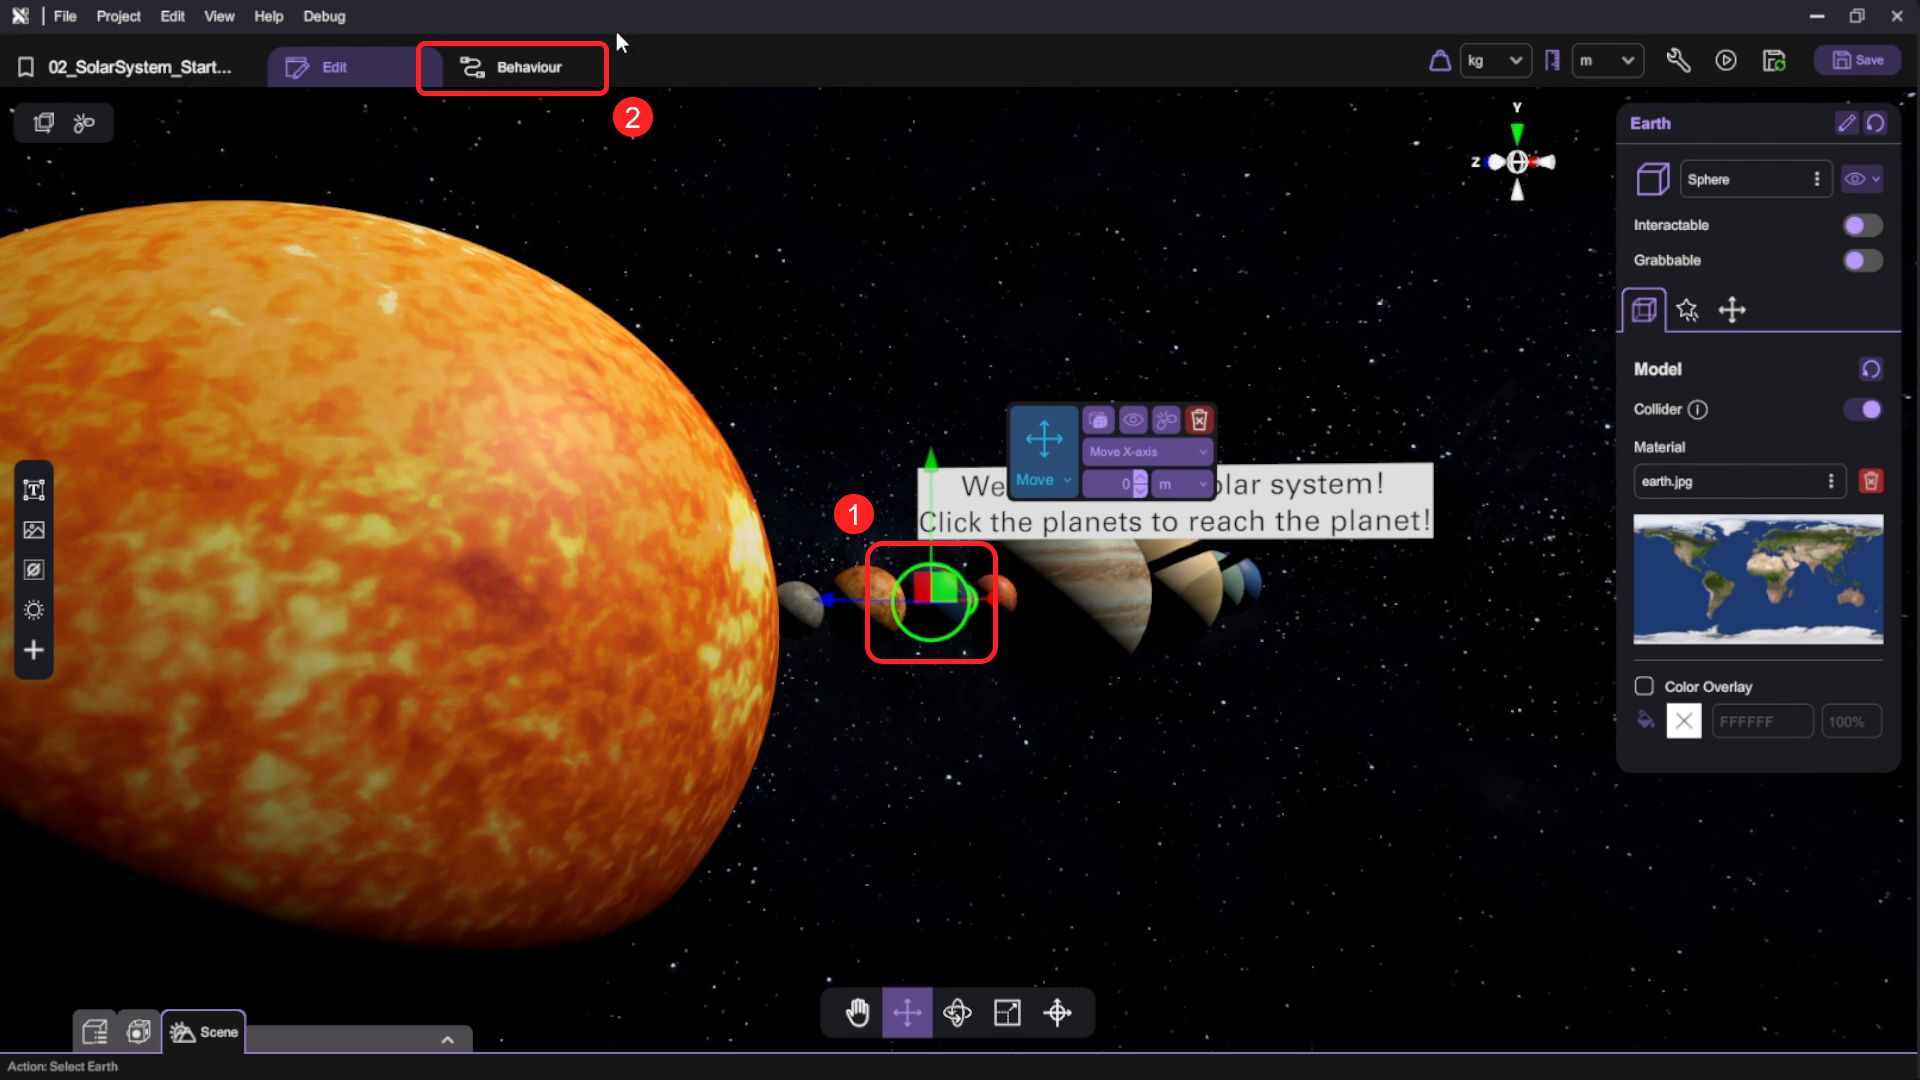 File Project Edit View Help Debug
02_SolarSystem_Start...
Edit
Behaviour
kg
m
Save
2
Y
Z
Earth
Sphere
Interactable
Grabbable
Model
Collider
Material
earth.jpg
Color Overlay
FFFFFF
100%
Move
Move X-axis
0
m
We
olar system!
Click the planets to reach the planet!
1
Scene
Action: Select Earth